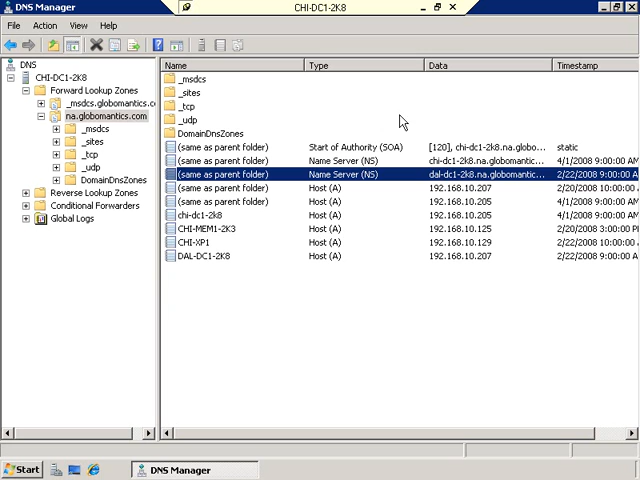 DNS Manager
CHI-DC1-2K8
File Action View Help
DNS
CHI-DC1-2K8
Forward Lookup Zones
_msdcs.globomantics.co
na.globomantics.com
_msdcs
_sites
_tcp
_udp
DomainDnsZones
Reverse Lookup Zones
Conditional Forwarders
Global Logs
Name Type Data Timestamp
_msdcs
_sites
_tcp
_udp
DomainDnsZones
(same as parent folder) Start of Authority (SOA) [120], chi-dc1-2k8.na.globo... static
(same as parent folder) Name Server (NS) chi-dc1-2k8.na.globomantic... 4/1/2008 9:00:00 AM
(same as parent folder) Name Server (NS) dal-dc1-2k8.na.globomantic... 2/22/2008 9:00:00 A
(same as parent folder) Host (A) 192.168.10.207 2/20/2008 10:00:00
(same as parent folder) Host (A) 192.168.10.205 4/1/2008 9:00:00 AM
chi-dc1-2k8 Host (A) 192.168.10.205 4/1/2008 9:00:00 AM
CHI-MEM1-2K3 Host (A) 192.168.10.125 2/20/2008 3:00:00 P
CHI-XP1 Host (A) 192.168.10.129 2/22/2008 10:00:00
DAL-DC1-2K8 Host (A) 192.168.10.207 2/22/2008 9:00:00 A
Start DNS Manager